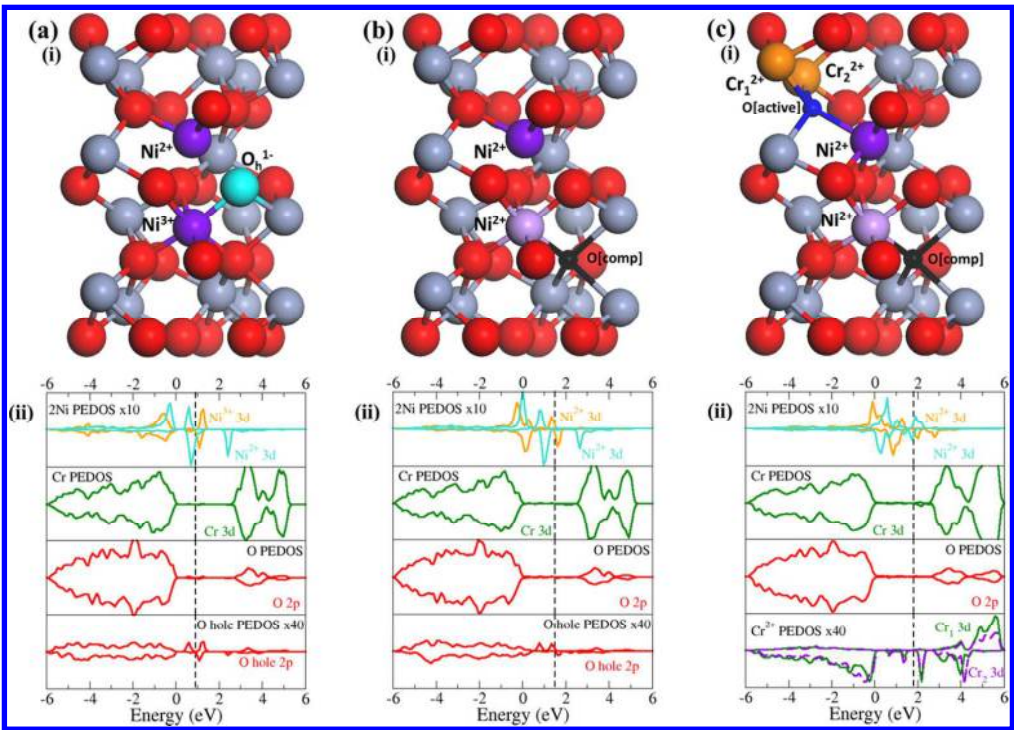 (a)
(i)
Ni2+
Oh1-
Ni3+
(b)
(i)
Ni2+
Ni2+
O[comp]
(c)
(i)
Cr12+
Cr22+
O[active]
Ni2+
Ni2+
O[comp]
(ii)
-6 -4 -2 0 2 4 6
2Ni PEDOS x10
Ni3+ 3d
Ni2+ 3d
Cr PEDOS
Cr 3d
O PEDOS
O 2p
O hole PEDOS x40
O hole 2p
-6 -4 -2 0 2 4 6
Energy (eV)
(ii)
-6 -4 -2 0 2 4 6
2Ni PEDOS x10
Ni2+ 3d
Ni2+ 3d
Cr PEDOS
Cr 3d
O PEDOS
O 2p
O hole PEDOS x40
O hole 2p
-6 -4 -2 0 2 4 6
Energy (eV)
(ii)
-6 -4 -2 0 2 4 6
2Ni PEDOS x10
Ni2+ 3d
Ni2+ 3d
Cr PEDOS
Cr 3d
O PEDOS
O 2p
Cr2+ PEDOS x40
Cr1 3d
Cr2 3d
-6 -4 -2 0 2 4 6
Energy (eV)